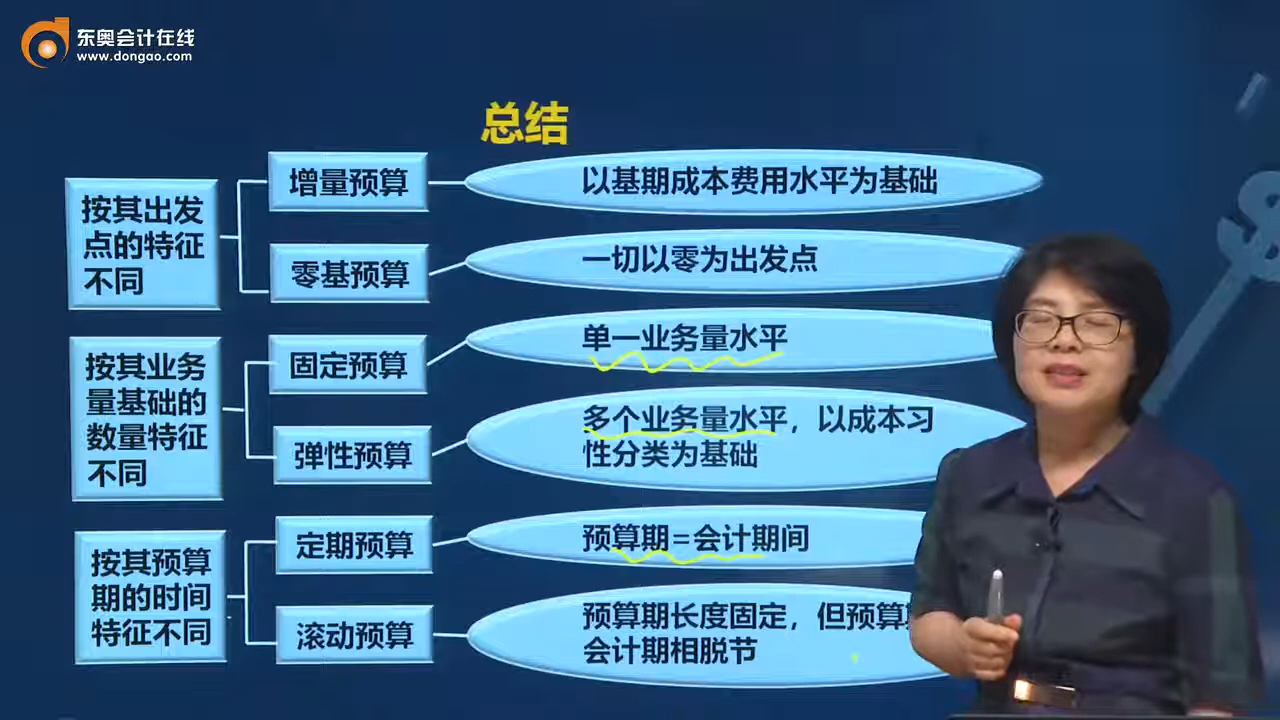 东奥会计在线
www.dongao.com
总结
按其出发
点的特征
不同
增量预算
以基期成本费用水平为基础
零基预算
一切以零为出发点
按其业务
量基础的
数量特征
不同
固定预算
单一业务量水平
弹性预算
多个业务量水平，以成本习
性分类为基础
按其预算
期的时间
特征不同
定期预算
预算期=会计期间
滚动预算
预算期长度固定，但预算
会计期相脱节